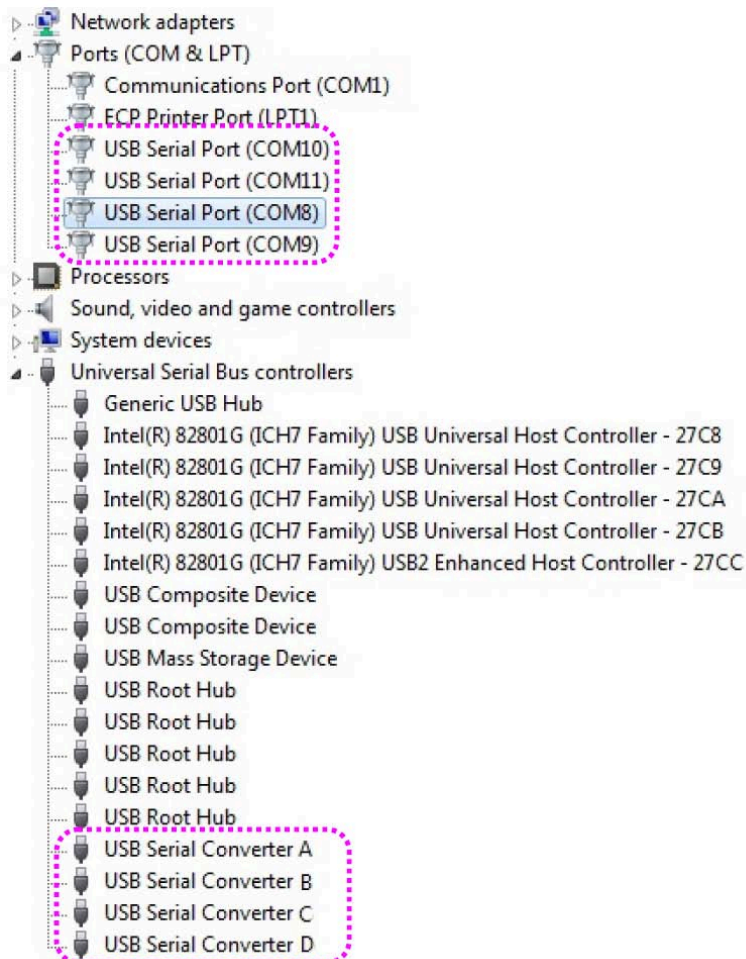 Network adapters
Ports (COM & LPT)
Communications Port (COM1)
ECP Printer Port (LPT1)
USB Serial Port (COM10)
USB Serial Port (COM11)
USB Serial Port (COM8)
USB Serial Port (COM9)
Processors
Sound, video and game controllers
System devices
Universal Serial Bus controllers
Generic USB Hub
Intel(R) 82801G (ICH7 Family) USB Universal Host Controller - 27C8
Intel(R) 82801G (ICH7 Family) USB Universal Host Controller - 27C9
Intel(R) 82801G (ICH7 Family) USB Universal Host Controller - 27CA
Intel(R) 82801G (ICH7 Family) USB Universal Host Controller - 27CB
Intel(R) 82801G (ICH7 Family) USB2 Enhanced Host Controller - 27CC
USB Composite Device
USB Composite Device
USB Mass Storage Device
USB Root Hub
USB Root Hub
USB Root Hub
USB Root Hub
USB Root Hub
USB Serial Converter A
USB Serial Converter B
USB Serial Converter C
USB Serial Converter D